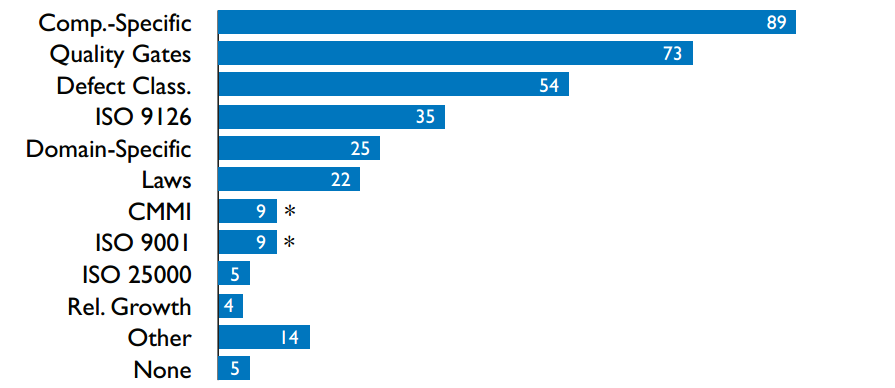 Comp.-Specific 89
Quality Gates 73
Defect Class. 54
ISO 9126 35
Domain-Specific 25
Laws 22
CMMI 9 *
ISO 9001 9 *
ISO 25000 5
Rel. Growth 4
Other 14
None 5